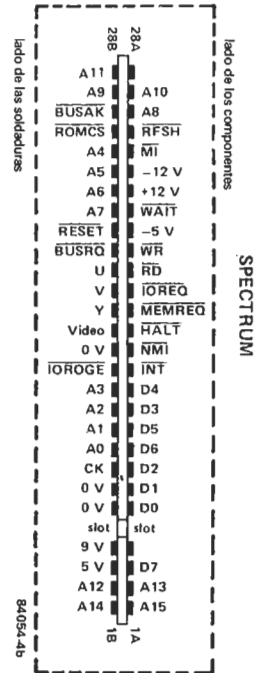 lado de las soldaduras
lado de los componentes
SPECTRUM
28B 28A
A11
A9 A10
BUSAK A8
ROMCS RFSH
A4 MI
A5 −12 V
A6 +12 V
A7 WAIT
RESET −5 V
BUSRQ WR
U RD
V IOREQ
Y MEMREQ
Video HALT
0 V NMI
IOROGE INT
A3 D4
A2 D3
A1 D5
A0 D6
CK D2
0 V D1
0 V D0
slot slot
9 V
5 V D7
A12 A13
A14 A15
1B 1A
84054-4b